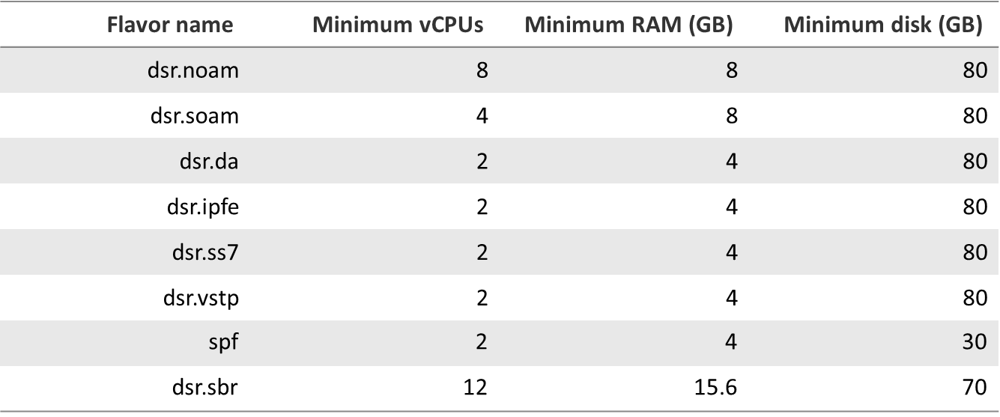 Flavor name Minimum vCPUs Minimum RAM (GB) Minimum disk (GB)
dsr.noam 8 8 80
dsr.soam 4 8 80
dsr.da 2 4 80
dsr.ipfe 2 4 80
dsr.ss7 2 4 80
dsr.vstp 2 4 80
spf 2 4 30
dsr.sbr 12 15.6 70